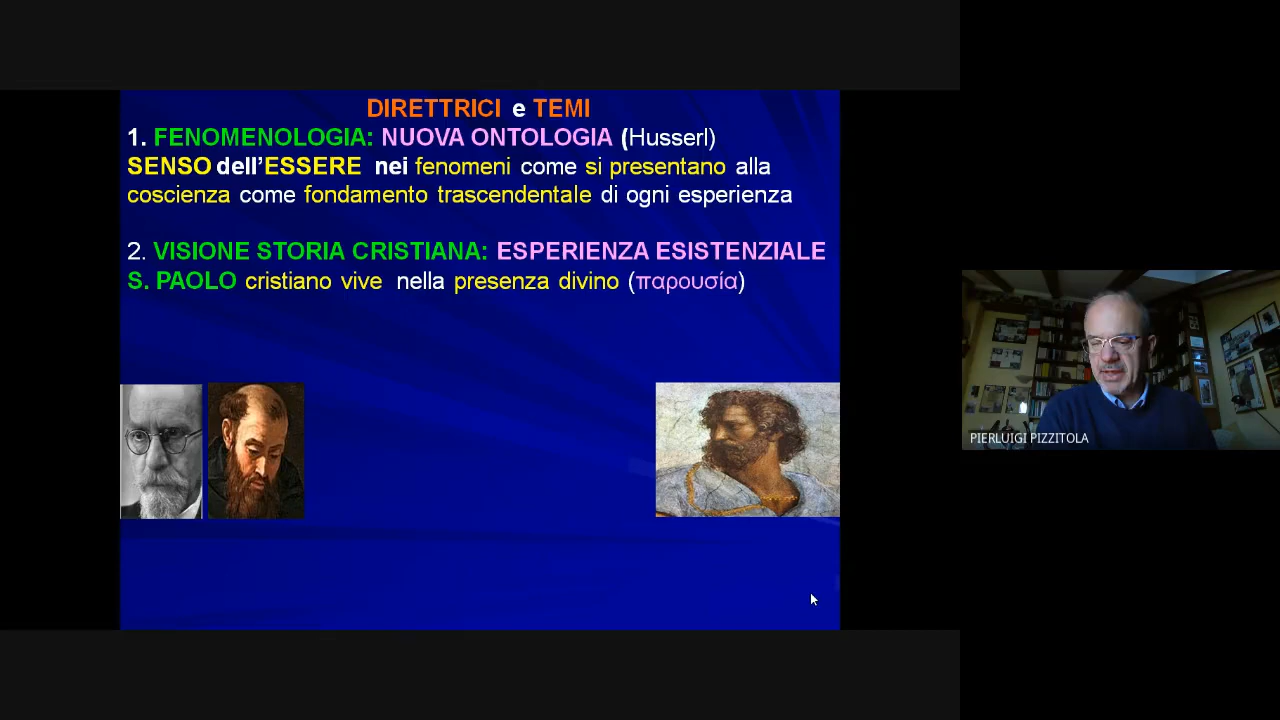 DIRETTRICI e TEMI
1. FENOMENOLOGIA: NUOVA ONTOLOGIA (Husserl)
SENSO dell’ESSERE nei fenomeni come si presentano alla
coscienza come fondamento trascendentale di ogni esperienza
2. VISIONE STORIA CRISTIANA: ESPERIENZA ESISTENZIALE
S. PAOLO cristiano vive nella presenza divino (παρουσία)
PIERLUIGI PIZZITOLA